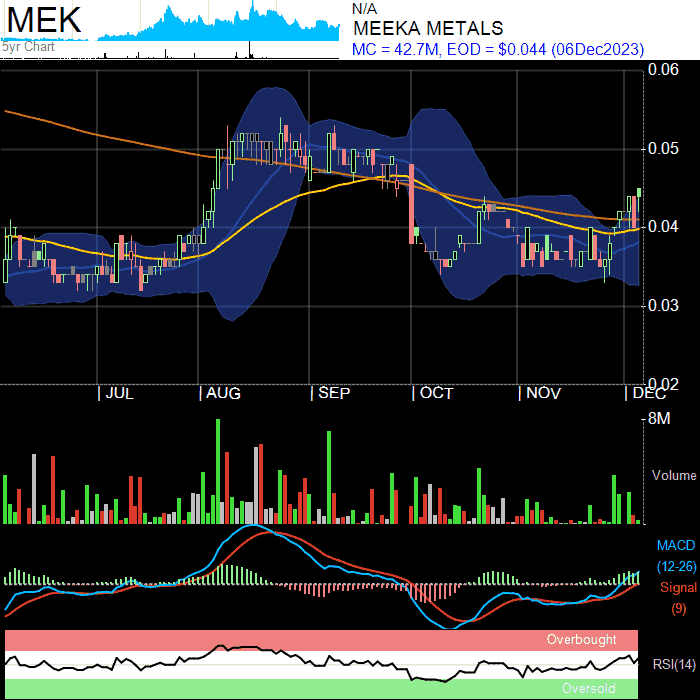 MEK
5yr Chart
N/A
MEEKA METALS
MC = 42.7M, EOD = $0.044 (06Dec2023)
0.06
0.05
0.04
0.03
0.02
| JUL
| AUG
| SEP
| OCT
| NOV
| DEC
8M
Volume
MACD
(12-26)
Signal
(9)
Overbought
RSI(14)
Oversold